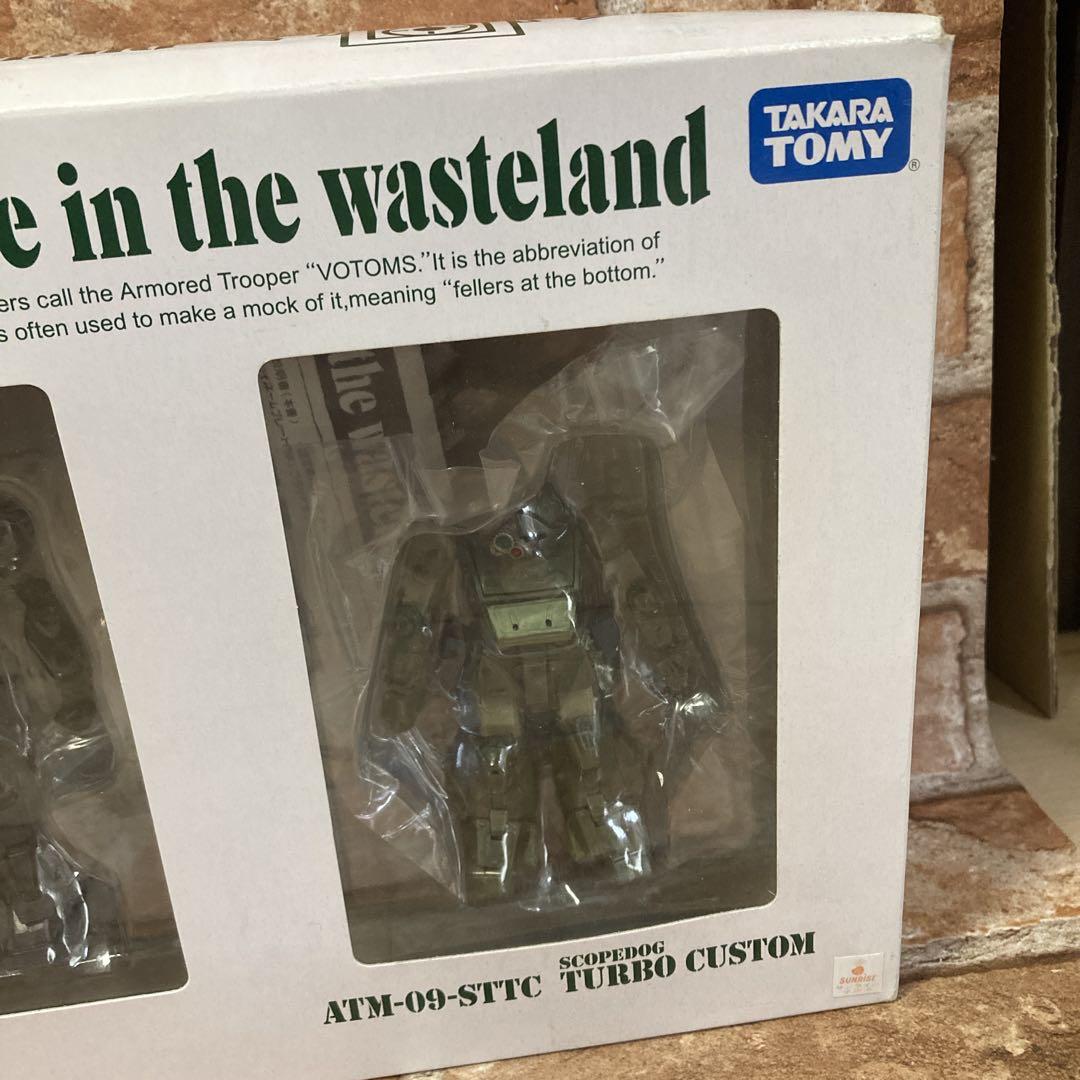 TAKARA
TOMY
®
e in the wasteland
ers call the Armored Trooper “VOTOMS.”It is the abbreviation of
s often used to make a mock of it,meaning “fellers at the bottom.”
the waste
ATM-09-STTC SCOPEDOG
TURBO CUSTOM
SUNRISE